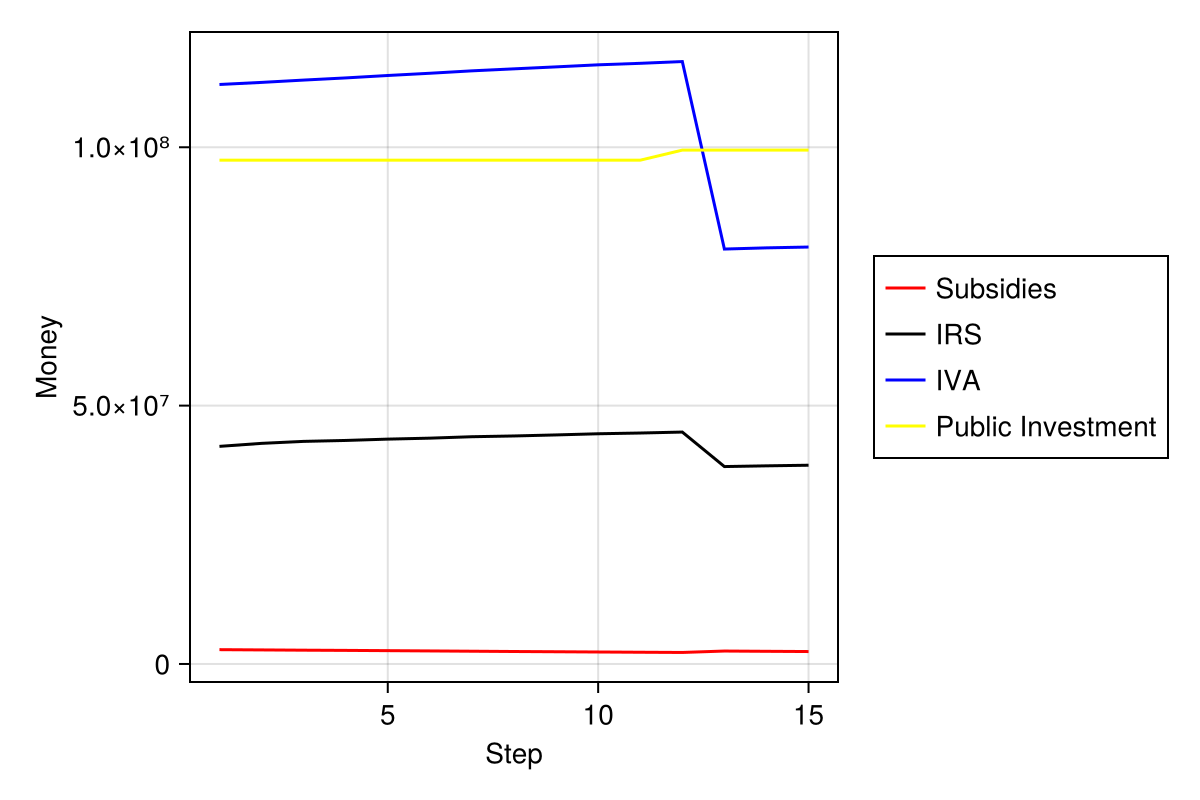 1.0×10⁸
5.0×10⁷
0
Money
5 10 15
Step
Subsidies
IRS
IVA
Public Investment